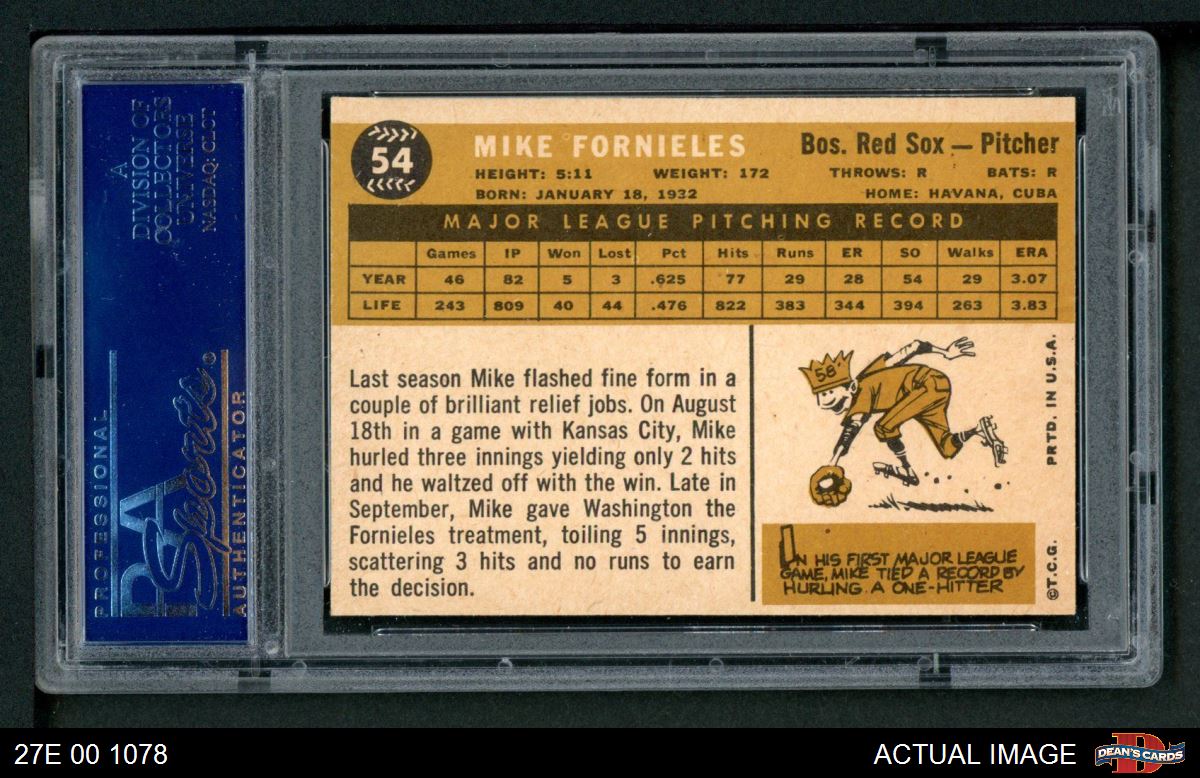 A
DIVISION OF
COLLECTORS
UNIVERSE
NASDAQ: CLCT
PROFESSIONAL
PSA
Sports ®
AUTHENTICATOR
54
MIKE FORNIELES
Bos. Red Sox — Pitcher
HEIGHT: 5:11 WEIGHT: 172 THROWS: R BATS: R
BORN: JANUARY 18, 1932 HOME: HAVANA, CUBA
MAJOR LEAGUE PITCHING RECORD
Games IP Won Lost Pct Hits Runs ER SO Walks ERA
YEAR 46 82 5 3 .625 77 29 28 54 29 3.07
LIFE 243 809 40 44 .476 822 383 344 394 263 3.83
Last season Mike flashed fine form in a
couple of brilliant relief jobs. On August
18th in a game with Kansas City, Mike
hurled three innings yielding only 2 hits
and he waltzed off with the win. Late in
September, Mike gave Washington the
Fornieles treatment, toiling 5 innings,
scattering 3 hits and no runs to earn
the decision.
58
IN HIS FIRST MAJOR LEAGUE
GAME, MIKE TIED A RECORD BY
HURLING A ONE-HITTER
©T.C.G. PRTD. IN U.S.A.
27E 00 1078
ACTUAL IMAGE
D
DEAN'S CARDS